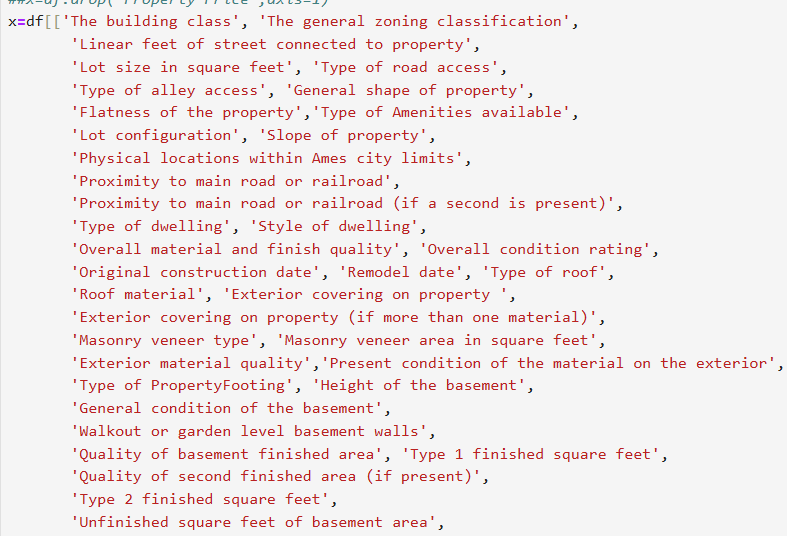 ##x=df.drop('Property Price',axis=1)
x=df[['The building class', 'The general zoning classification',
'Linear feet of street connected to property',
'Lot size in square feet', 'Type of road access',
'Type of alley access', 'General shape of property',
'Flatness of the property','Type of Amenities available',
'Lot configuration', 'Slope of property',
'Physical locations within Ames city limits',
'Proximity to main road or railroad',
'Proximity to main road or railroad (if a second is present)',
'Type of dwelling', 'Style of dwelling',
'Overall material and finish quality', 'Overall condition rating',
'Original construction date', 'Remodel date', 'Type of roof',
'Roof material', 'Exterior covering on property ',
'Exterior covering on property (if more than one material)',
'Masonry veneer type', 'Masonry veneer area in square feet',
'Exterior material quality','Present condition of the material on the exterior',
'Type of PropertyFooting', 'Height of the basement',
'General condition of the basement',
'Walkout or garden level basement walls',
'Quality of basement finished area', 'Type 1 finished square feet',
'Quality of second finished area (if present)',
'Type 2 finished square feet',
'Unfinished square feet of basement area',